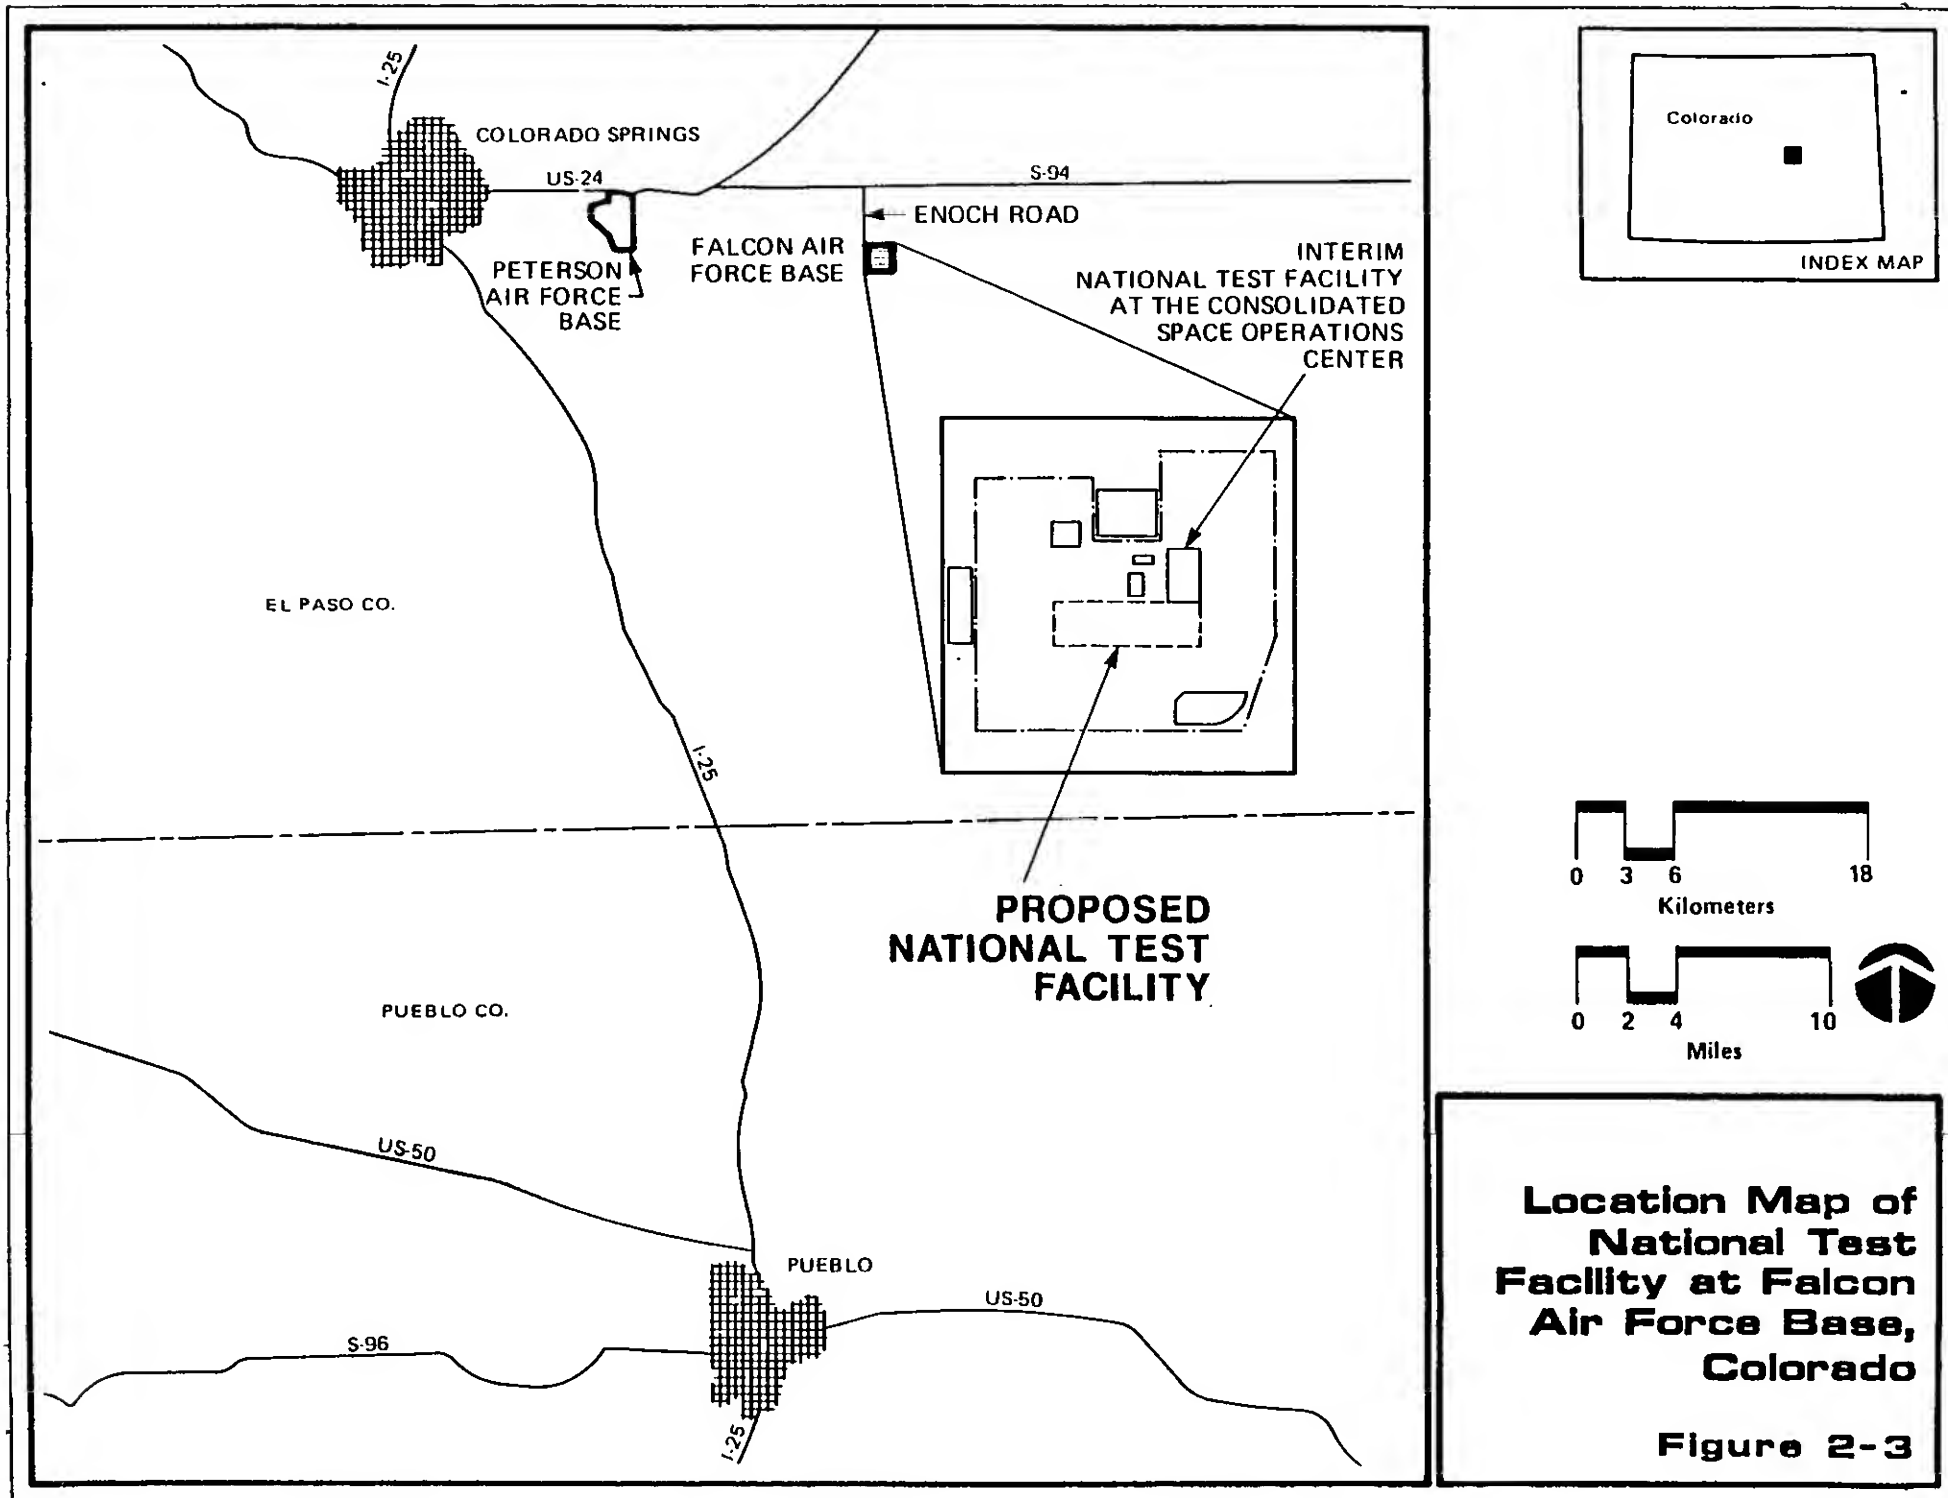 I-25
COLORADO SPRINGS
US-24
S-94
ENOCH ROAD
FALCON AIR
FORCE BASE
PETERSON
AIR FORCE
BASE
INTERIM
NATIONAL TEST FACILITY
AT THE CONSOLIDATED
SPACE OPERATIONS
CENTER
EL PASO CO.
I-25
PROPOSED
NATIONAL TEST
FACILITY
PUEBLO CO.
US-50
PUEBLO
US-50
S-96
I-25
Colorado
INDEX MAP
0 3 6 18
Kilometers
0 2 4 10
Miles
Location Map of
National Test
Facility at Falcon
Air Force Base,
Colorado
Figure 2-3